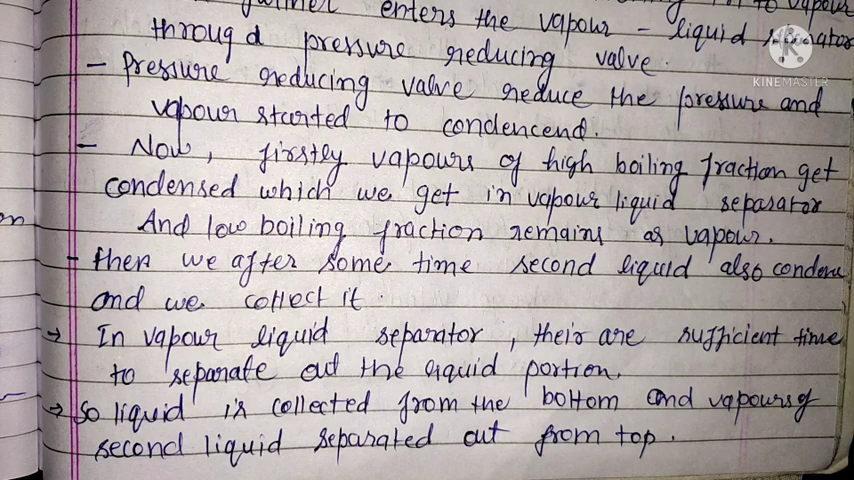 enters the vapour - liquid separator
throug a pressure reducing valve.
- Pressure reducing valve reduce the pressure and
vapour started to condencend.
- Now, firstly vapours of high boiling fraction get
condensed which we get in vapour liquid separator
And low boiling fraction remains as vapour.
- then we after some time second liquid also conden
and we collect it.
→ In vapour liquid separator, their are sufficient time
to separate out the liquid portion.
→ So liquid is collected from the bottom and vapours of
second liquid separated out from top.
KINEMASTER